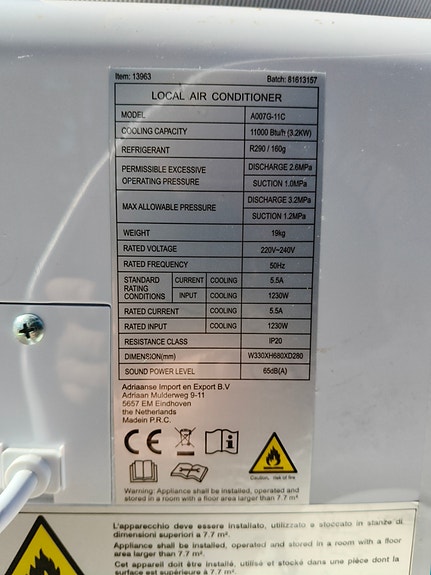 Item: 13963 Batch: 81613157
LOCAL AIR CONDITIONER
MODEL A007G-11C
COOLING CAPACITY 11000 Btu/h (3.2KW)
REFRIGERANT R290 / 160g
PERMISSIBLE EXCESSIVE OPERATING PRESSURE DISCHARGE 2.6MPa
SUCTION 1.0MPa
MAX ALLOWABLE PRESSURE DISCHARGE 3.2MPa
SUCTION 1.2MPa
WEIGHT 19kg
RATED VOLTAGE 220V~240V
RATED FREQUENCY 50Hz
STANDARD RATING CONDITIONS CURRENT COOLING 5.5A
INPUT COOLING 1230W
RATED CURRENT COOLING 5.5A
RATED INPUT COOLING 1230W
RESISTANCE CLASS IP20
DIMENSION(mm) W330XH680XD280
SOUND POWER LEVEL 65dB(A)
Adriaanse Import en Export B.V
Adriaan Mulderweg 9-11
5657 EM Eindhoven
the Netherlands
Madein P.R.C.
CE
i
Caution, risk of fire
Warning: Appliance shall be installed, operated and
stored in a room with a floor area larger than 7.7 m².
L'apparecchio deve essere installato, utilizzato e stoccato in stanze di
dimensioni superiori a 7.7 m².
Appliance shall be installed, operated and stored in a room with a floor
area larger than 7.7 m².
Cet appareil doit être installé, utilisé et stocké dans une pièce dont la
surface est supérieure à 7.7 m².